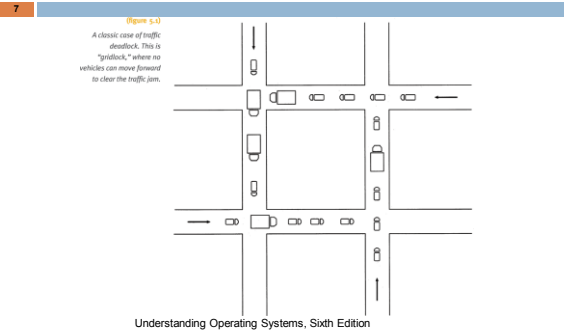 7
(figure 5.1)
A classic case of traffic
deadlock. This is
"gridlock," where no
vehicles can move forward
to clear the traffic jam.
Understanding Operating Systems, Sixth Edition